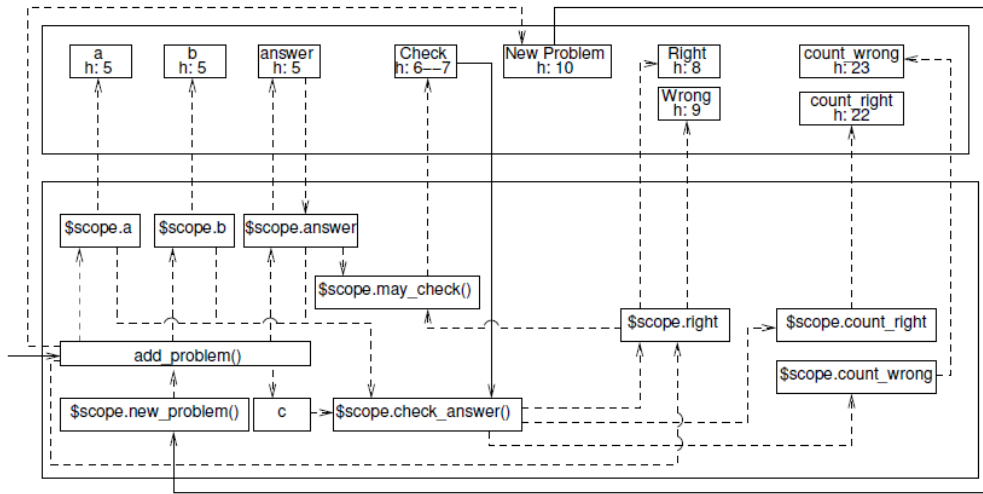 a
h: 5
b
h: 5
answer
h: 5
Check
h: 6--7
New Problem
h: 10
Right
h: 8
Wrong
h: 9
count_wrong
h: 23
count_right
h: 22
$scope.a
$scope.b
$scope.answer
$scope.may_check()
$scope.right
$scope.count_right
add_problem()
$scope.count_wrong
$scope.new_problem()
c
$scope.check_answer()